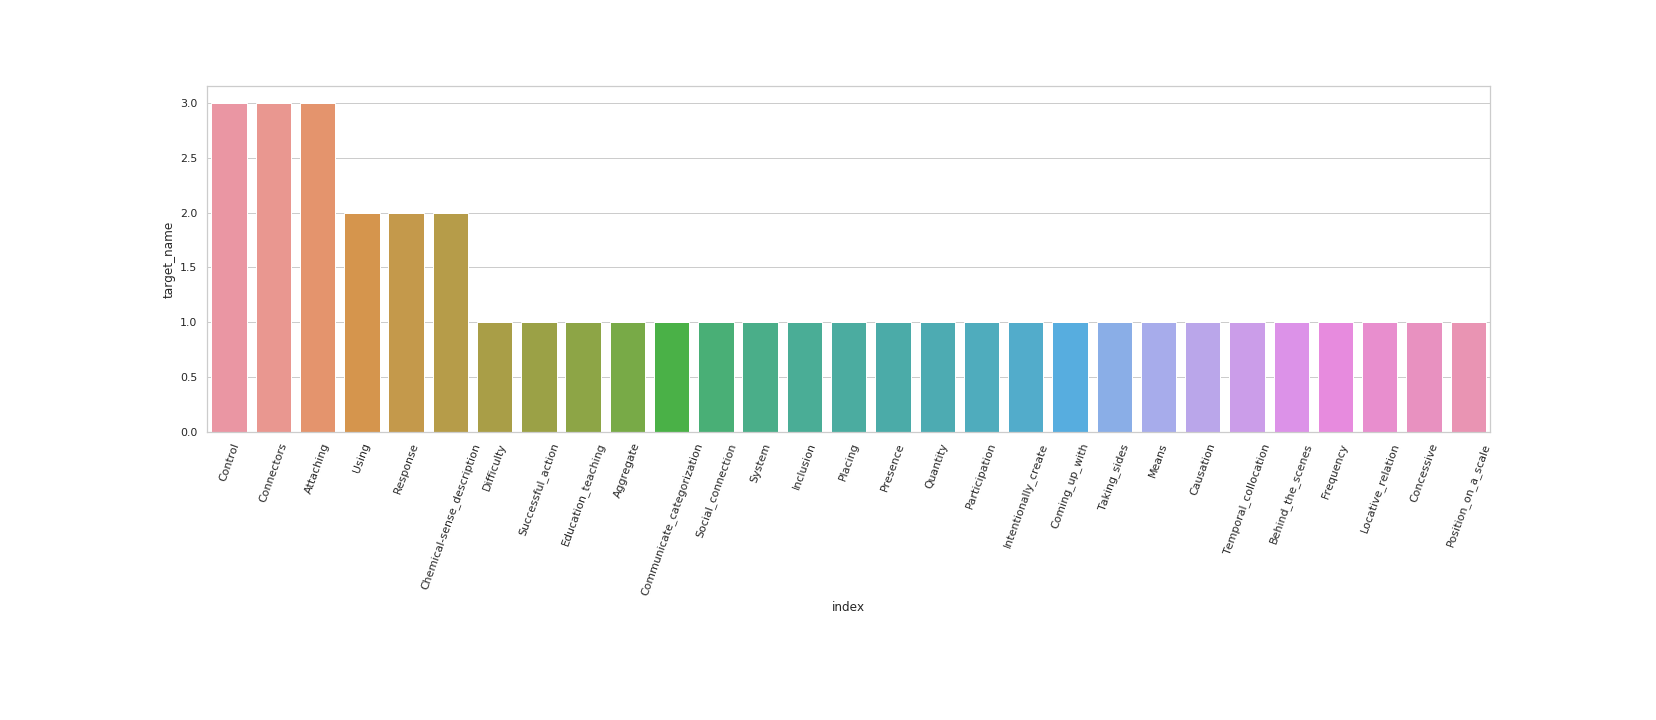 3.0
2.5
2.0
1.5
1.0
0.5
0.0
target_name
Control
Connectors
Attaching
Using
Response
Chemical-sense_description
Difficulty
Successful_action
Education_teaching
Aggregate
Communicate_categorization
Social_connection
System
Inclusion
Placing
Presence
Quantity
Participation
Intentionally_create
Coming_up_with
Taking_sides
Means
Causation
Temporal_collocation
Behind_the_scenes
Frequency
Locative_relation
Concessive
Position_on_a_scale
index